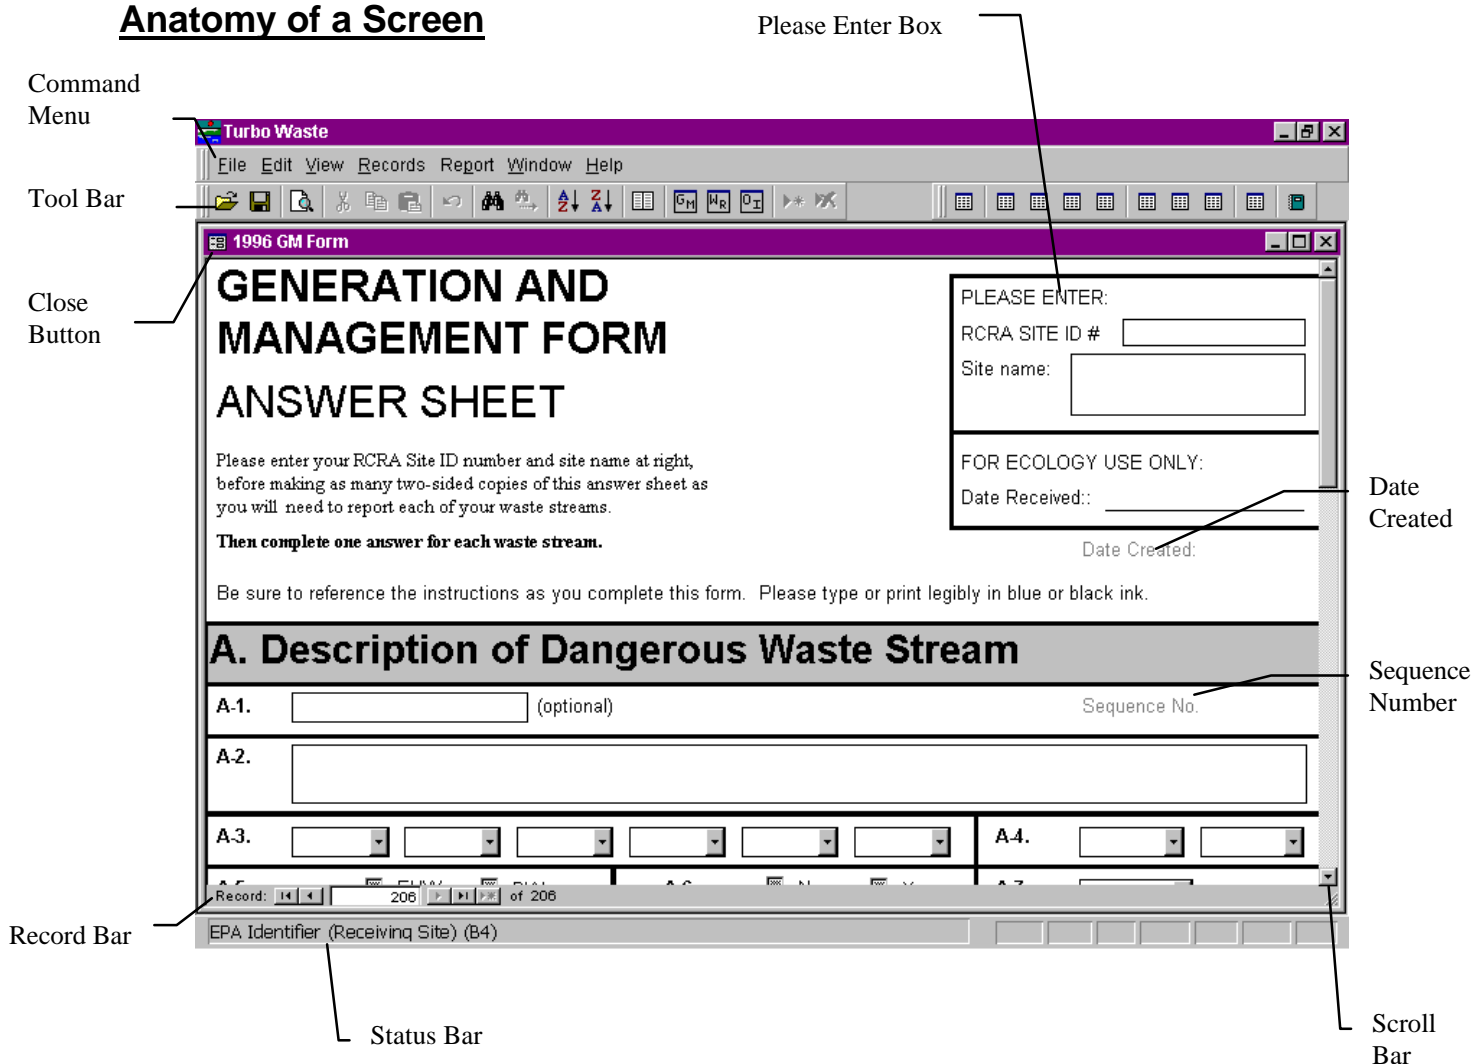 Anatomy of a Screen
Please Enter Box
Command
Menu
Turbo Waste
File Edit View Records Report Window Help
Tool Bar
GM WR OI
1996 GM Form
GENERATION AND
MANAGEMENT FORM
ANSWER SHEET
Close
Button
PLEASE ENTER:
RCRA SITE ID #
Site name:
Please enter your RCRA Site ID number and site name at right,
before making as many two-sided copies of this answer sheet as
you will need to report each of your waste streams.
Then complete one answer for each waste stream.
FOR ECOLOGY USE ONLY:
Date Received::
Date
Created
Date Created:
Be sure to reference the instructions as you complete this form. Please type or print legibly in blue or black ink.
A. Description of Dangerous Waste Stream
Sequence
Number
A-1. (optional) Sequence No.
A-2.
A-3. A-4.
Record: 206 of 206
Record Bar
EPA Identifier (Receiving Site) (B4)
Status Bar
Scroll
Bar